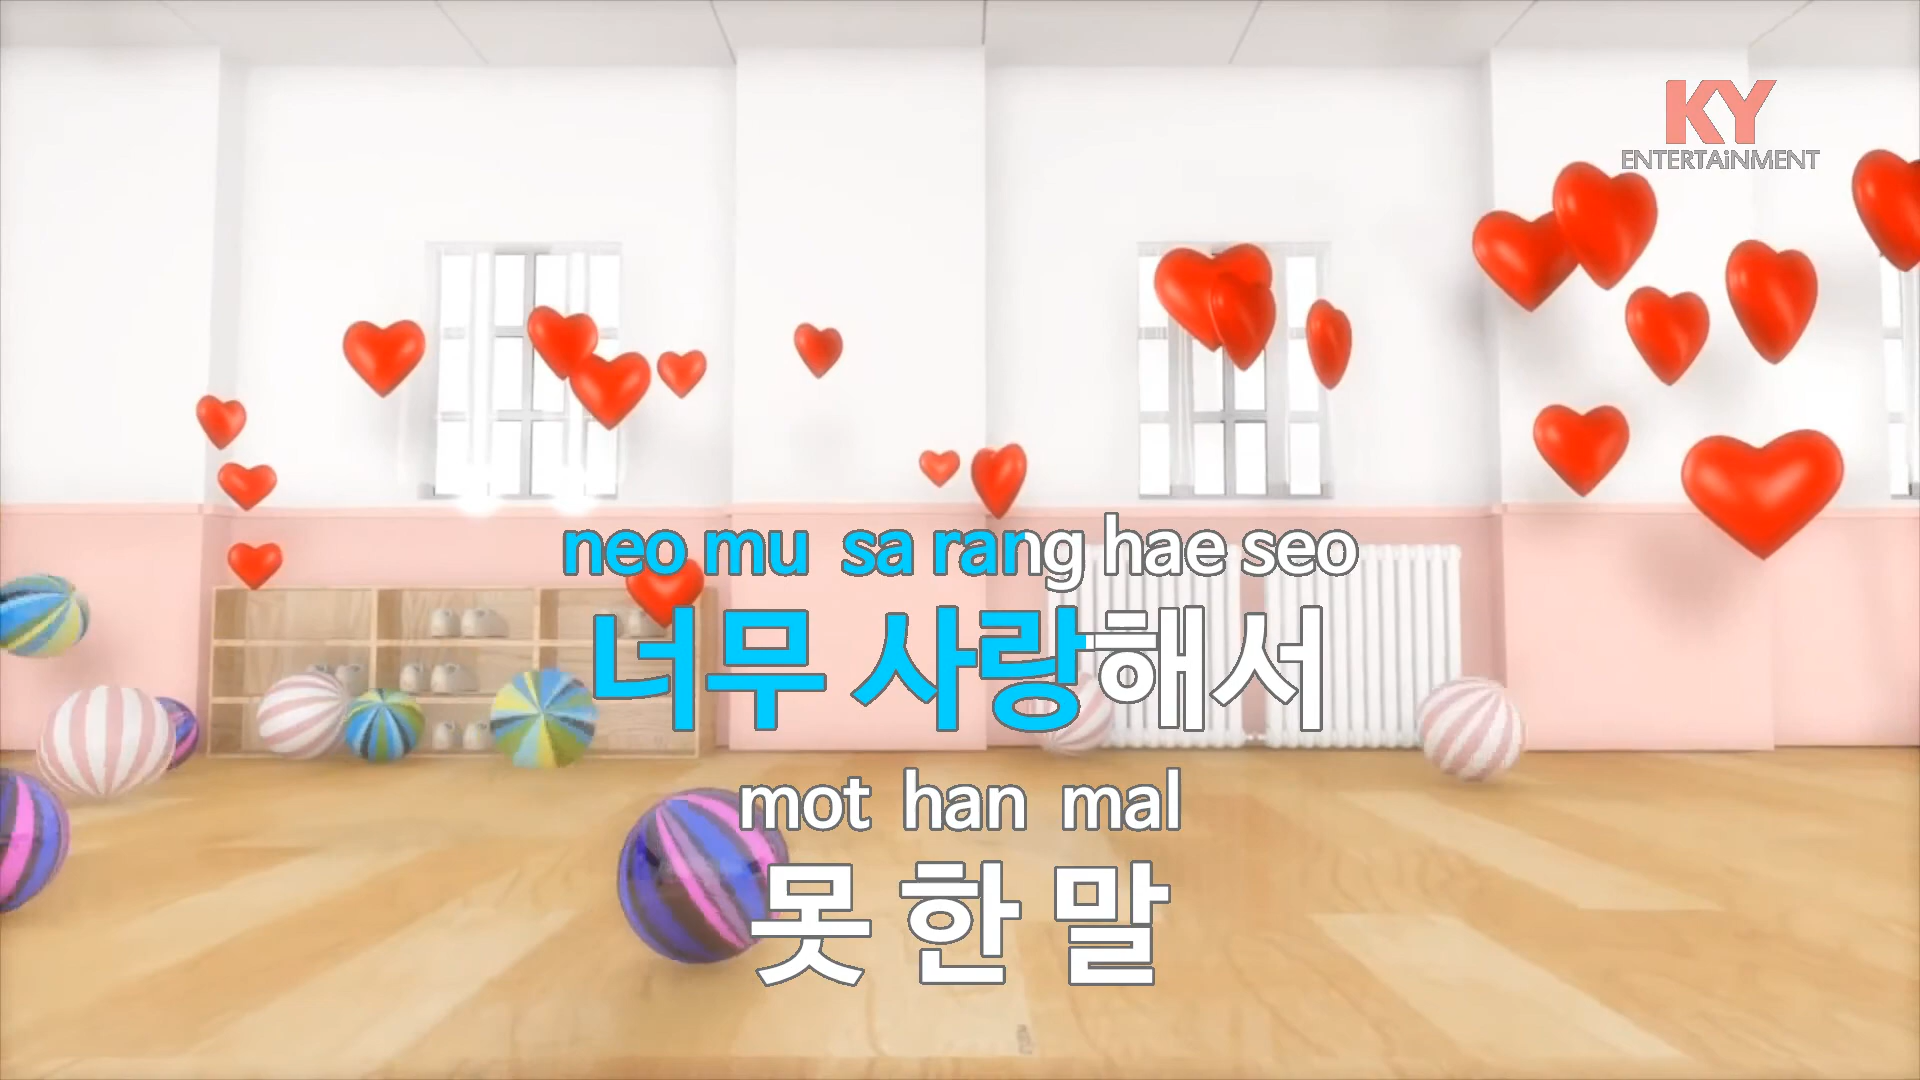 KY
ENTERTAiNMENT
neo mu sa rang hae seo
너무 사랑해서
mot han mal
못 한 말